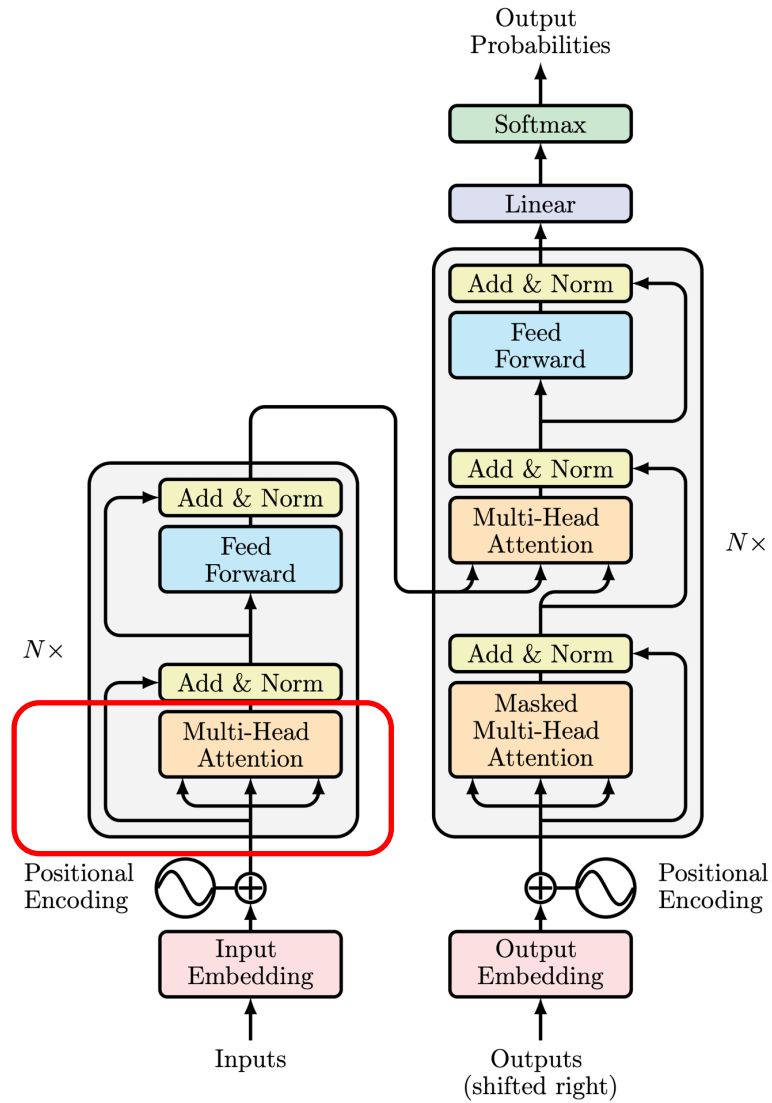 Output
Probabilities
Softmax
Linear
Add & Norm
Feed
Forward
Add & Norm
Multi-Head
Attention
N×
Add & Norm
Masked
Multi-Head
Attention
Add & Norm
Feed
Forward
N×
Add & Norm
Multi-Head
Attention
Positional
Encoding
Positional
Encoding
Input
Embedding
Output
Embedding
Inputs
Outputs
(shifted right)